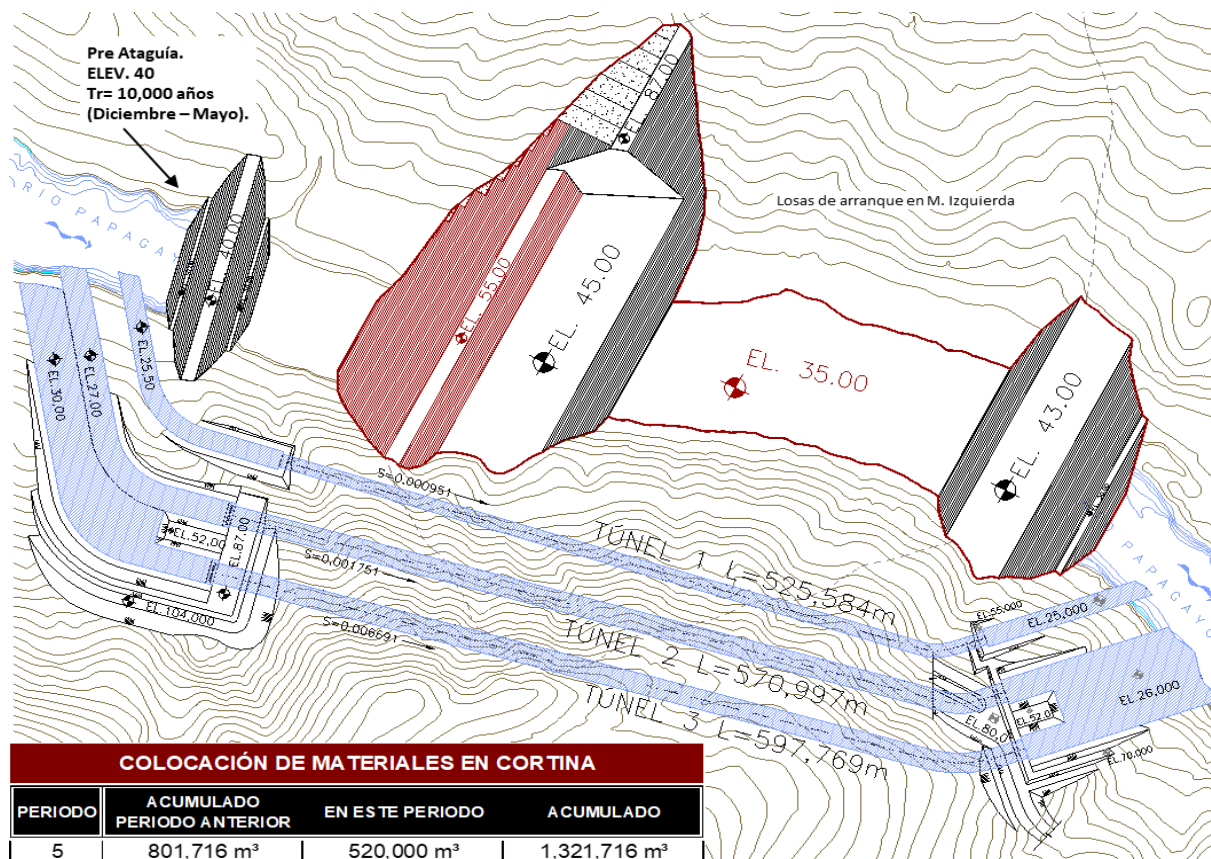 Pre Ataguía.
ELEV. 40
Tr= 10,000 años
(Diciembre – Mayo).
RIO PAPAGAY
EL. 40.00
EL. 87.00
Losas de arranque en M. Izquierda
EL. 55.00
EL. 45.00
EL. 35.00
EL. 43.00
EL.30,00
EL.27,00
EL.25,50
S=0.000951
EL.52,00
EL.87.00
S=0.001751
EL.104,000
S=0.006691
TÚNEL 1 L=525,584m
TÚNEL 2 L=570,997m
TÚNEL 3 L=597,769m
RIO PAPAGAYO
EL.55.000
EL.25,000
EL.26,000
EL.52.0
EL.80,0
EL.70.000
COLOCACIÓN DE MATERIALES EN CORTINA
PERIODO ACUMULADO PERIODO ANTERIOR EN ESTE PERIODO ACUMULADO
5 801,716 m³ 520,000 m³ 1,321,716 m³